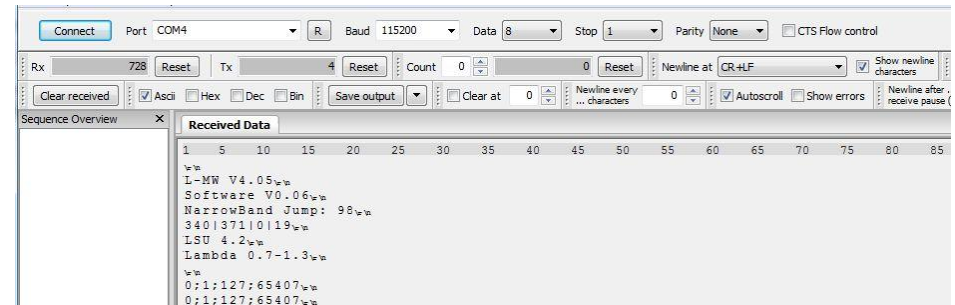 Connect Port COM4 R Baud 115200 Data 8 Stop 1 Parity None CTS Flow control
Rx 728 Reset Tx 4 Reset Count 0 0 Reset Newline at CR+LF Show newline characters
Clear received Ascii Hex Dec Bin Save output Clear at 0 Newline every ... characters 0 Autoscroll Show errors Newline after . receive pause (
Sequence Overview X Received Data
1 5 10 15 20 25 30 35 40 45 50 55 60 65 70 75 80 85
\r\n
L-MW V4.05\r\n
Software V0.06\r\n
NarrowBand Jump: 98\r\n
340|371|0|19\r\n
LSU 4.2\r\n
Lambda 0.7-1.3\r\n
\r\n
0;1;127;65407\r\n
0;1;127;65407\r\n